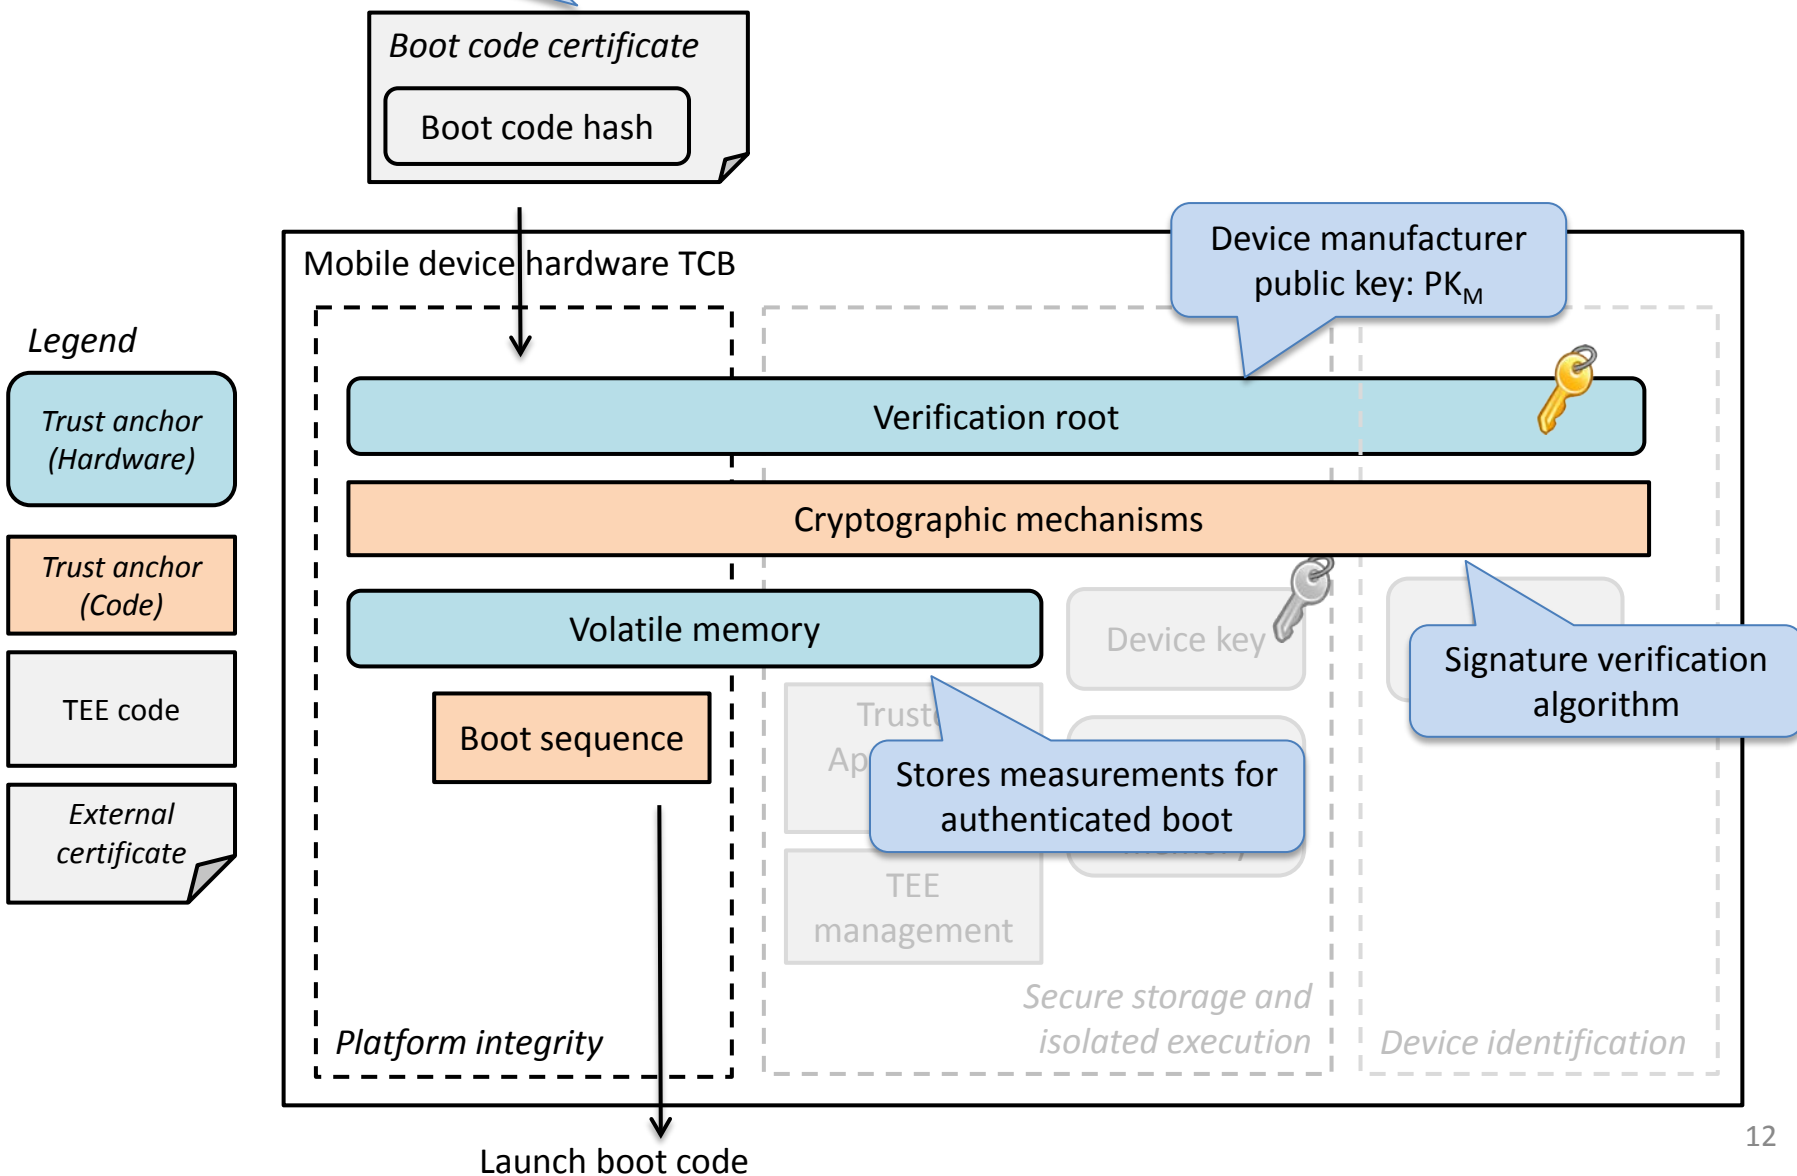 Boot code certificate
Boot code hash
Device manufacturer
public key: PKM
Mobile device hardware TCB
Legend
Trust anchor
(Hardware)
Verification root
Trust anchor
(Code)
Cryptographic mechanisms
Volatile memory
Device key
Signature verification
algorithm
TEE code
Boot sequence
Stores measurements for
authenticated boot
External
certificate
TEE
management
Secure storage and
isolated execution
Platform integrity
Device identification
Launch boot code
12